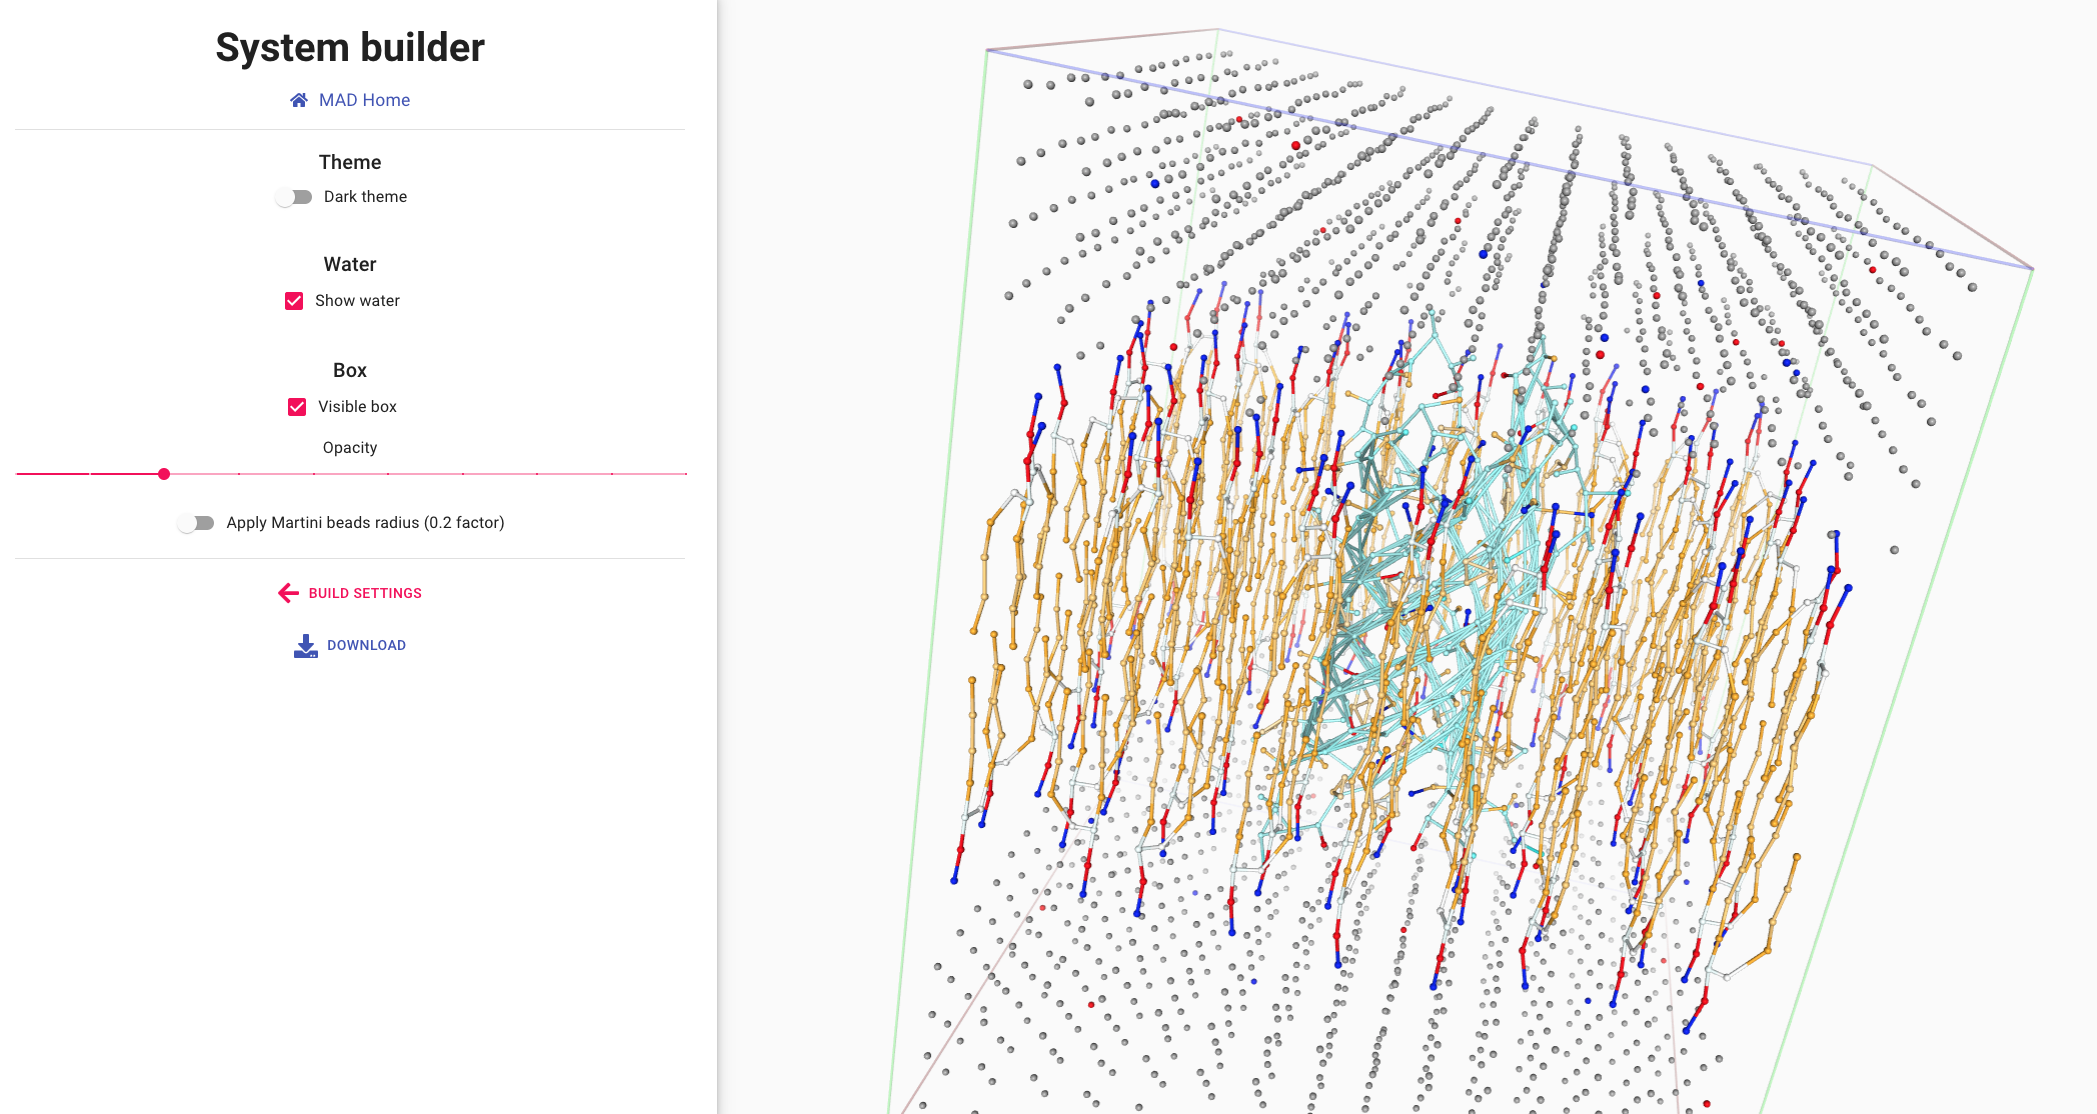 System builder
MAD Home
Theme
Dark theme
Water
Show water
Box
Visible box
Opacity
Apply Martini beads radius (0.2 factor)
BUILD SETTINGS
DOWNLOAD